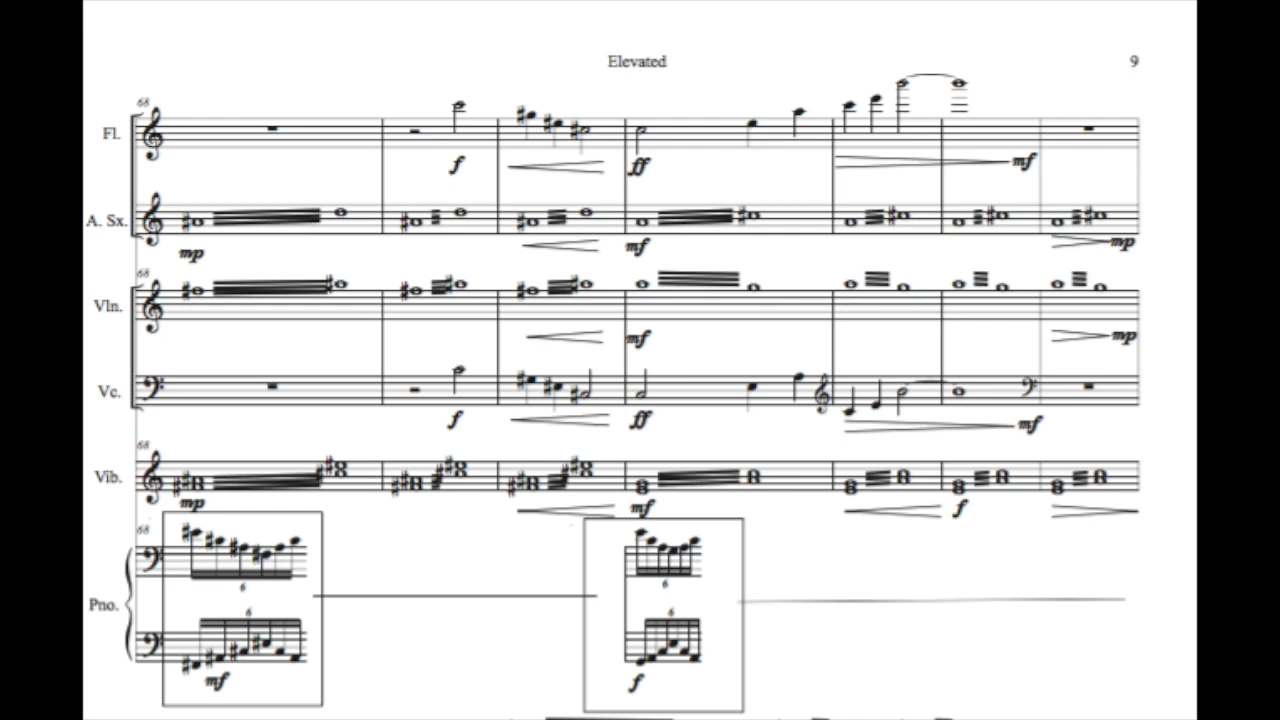 Elevated 9
68
Fl.
f ff mf
A. Sx.
mp mf mp
68
Vln.
mf mp
Vc.
f ff mf
68
Vib.
mp mf f
68
6 6
Pno.
6 6
mf f